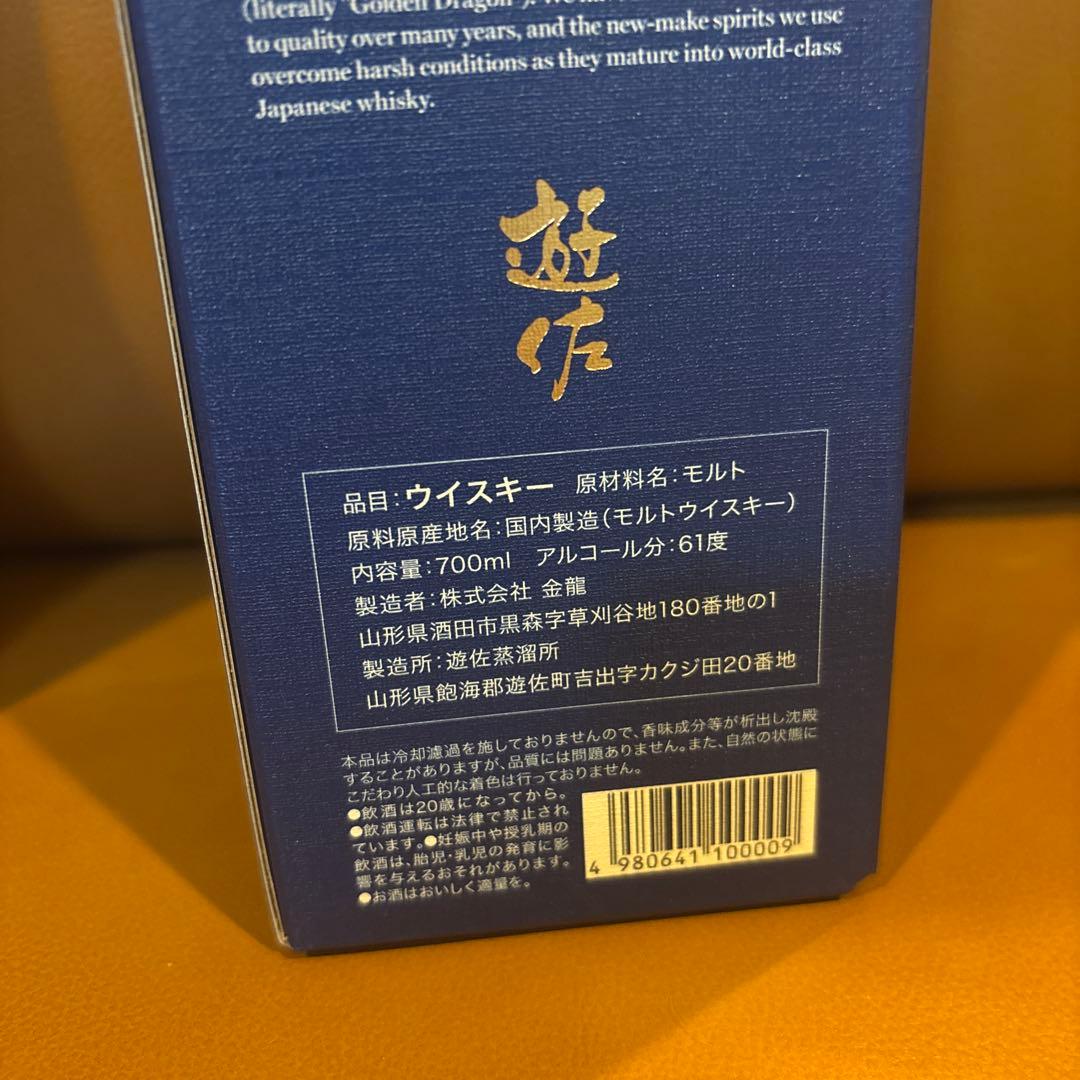 (literally "Golden Dragon"). We have
to quality over many years, and the new-make spirits we use
overcome harsh conditions as they mature into world-class
Japanese whisky.
遊佐
品目：ウイスキー 原材料名：モルト
原料原産地名：国内製造（モルトウイスキー）
内容量：700ml アルコール分：61度
製造者：株式会社 金龍
山形県酒田市黒森字草刈谷地180番地の1
製造所：遊佐蒸溜所
山形県飽海郡遊佐町吉出字カクジ田20番地
本品は冷却濾過を施しておりませんので、香味成分等が析出し沈殿
することがありますが、品質には問題ありません。また、自然の状態に
こだわり人工的な着色は行っておりません。
●飲酒は20歳になってから。
●飲酒運転は法律で禁止され
ています。●妊娠中や授乳期の
飲酒は、胎児・乳児の発育に影
響を与えるおそれがあります。
●お酒はおいしく適量を。
4 980641 100009